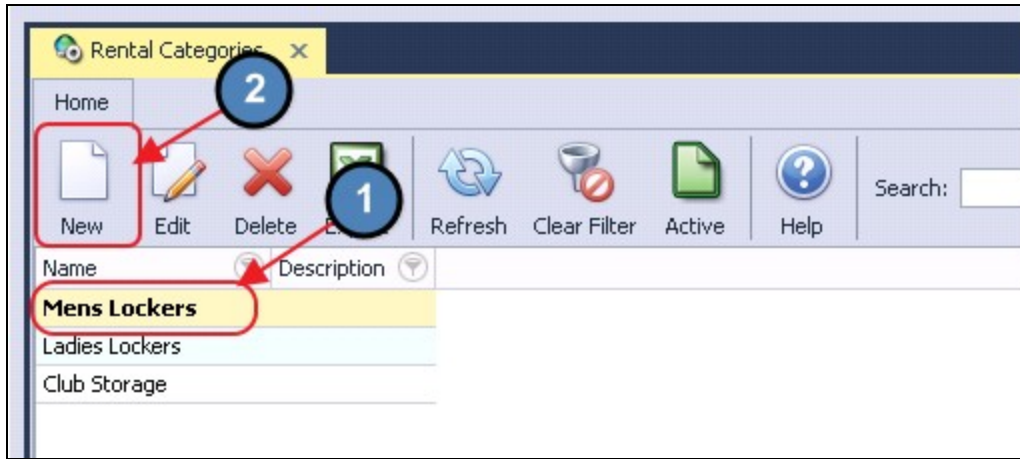 Rental Categories
2
Home
1
New Edit Delete Refresh Clear Filter Active Help Search:
Name Description
Mens Lockers
Ladies Lockers
Club Storage